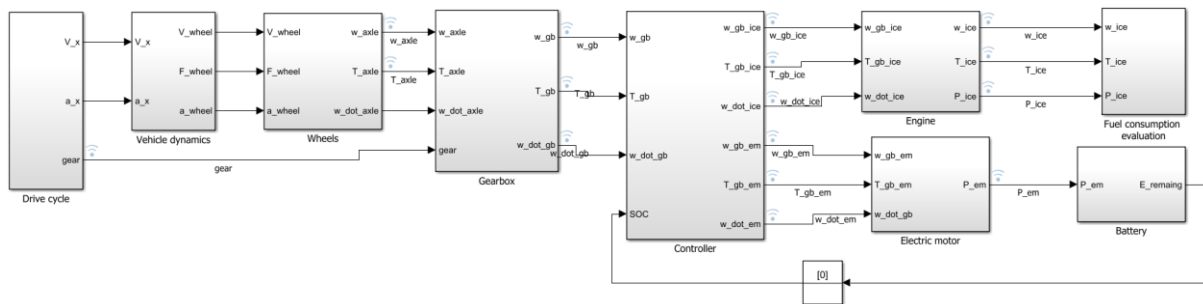 V_x
a_x
gear
Drive cycle
gear
V_x
a_x
V_wheel
F_wheel
a_wheel
Vehicle dynamics
V_wheel
F_wheel
a_wheel
w_axle
T_axle
w_dot_axle
Wheels
w_axle
T_axle
w_axle
T_axle
w_dot_axle
gear
w_gb
T_gb
w_dot_gb
Gearbox
w_gb
T_gb
w_dot_gb
w_gb
T_gb
w_dot_gb
SOC
w_gb_ice
T_gb_ice
w_dot_ice
w_gb_em
T_gb_em
w_dot_em
Controller
w_gb_ice
T_gb_ice
w_dot_ice
w_gb_em
T_gb_em
w_dot_em
w_gb_ice
T_gb_ice
w_dot_ice
w_ice
T_ice
P_ice
Engine
w_ice
T_ice
P_ice
w_ice
T_ice
P_ice
Fuel consumption
evaluation
w_gb_em
T_gb_em
w_dot_gb
P_em
Electric motor
P_em
P_em
E_remaing
Battery
[0]